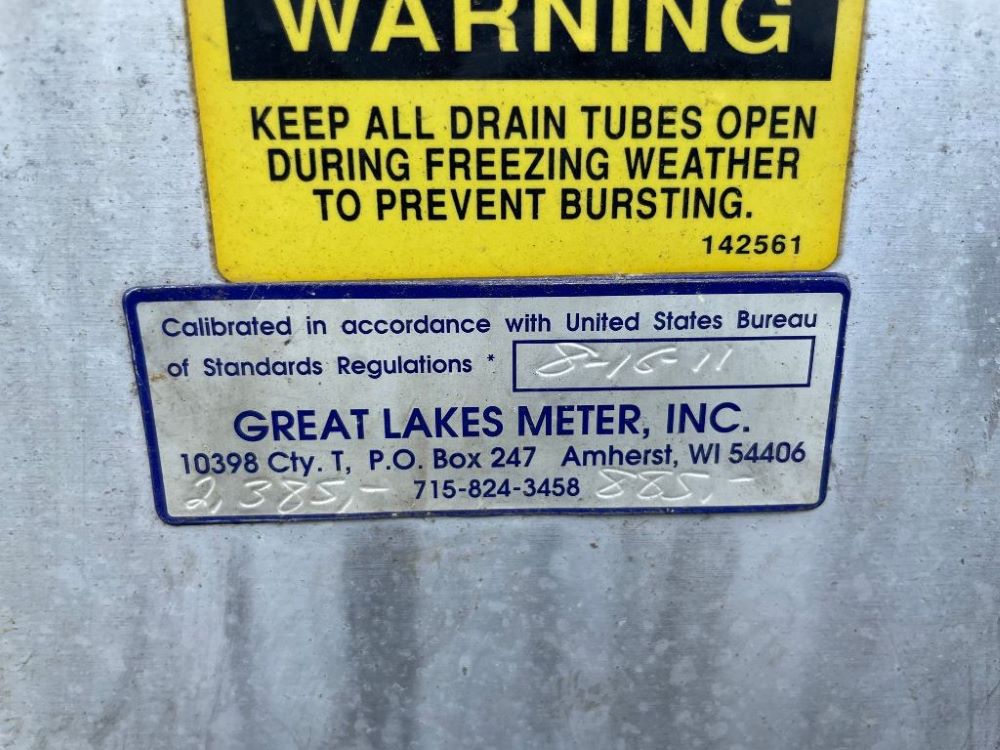 WARNING
KEEP ALL DRAIN TUBES OPEN
DURING FREEZING WEATHER
TO PREVENT BURSTING.
142561
Calibrated in accordance with United States Bureau
of Standards Regulations * 8-16-11
GREAT LAKES METER, INC.
10398 Cty. T, P.O. Box 247 Amherst, WI 54406
2,385,- 715-824-3458 885,-